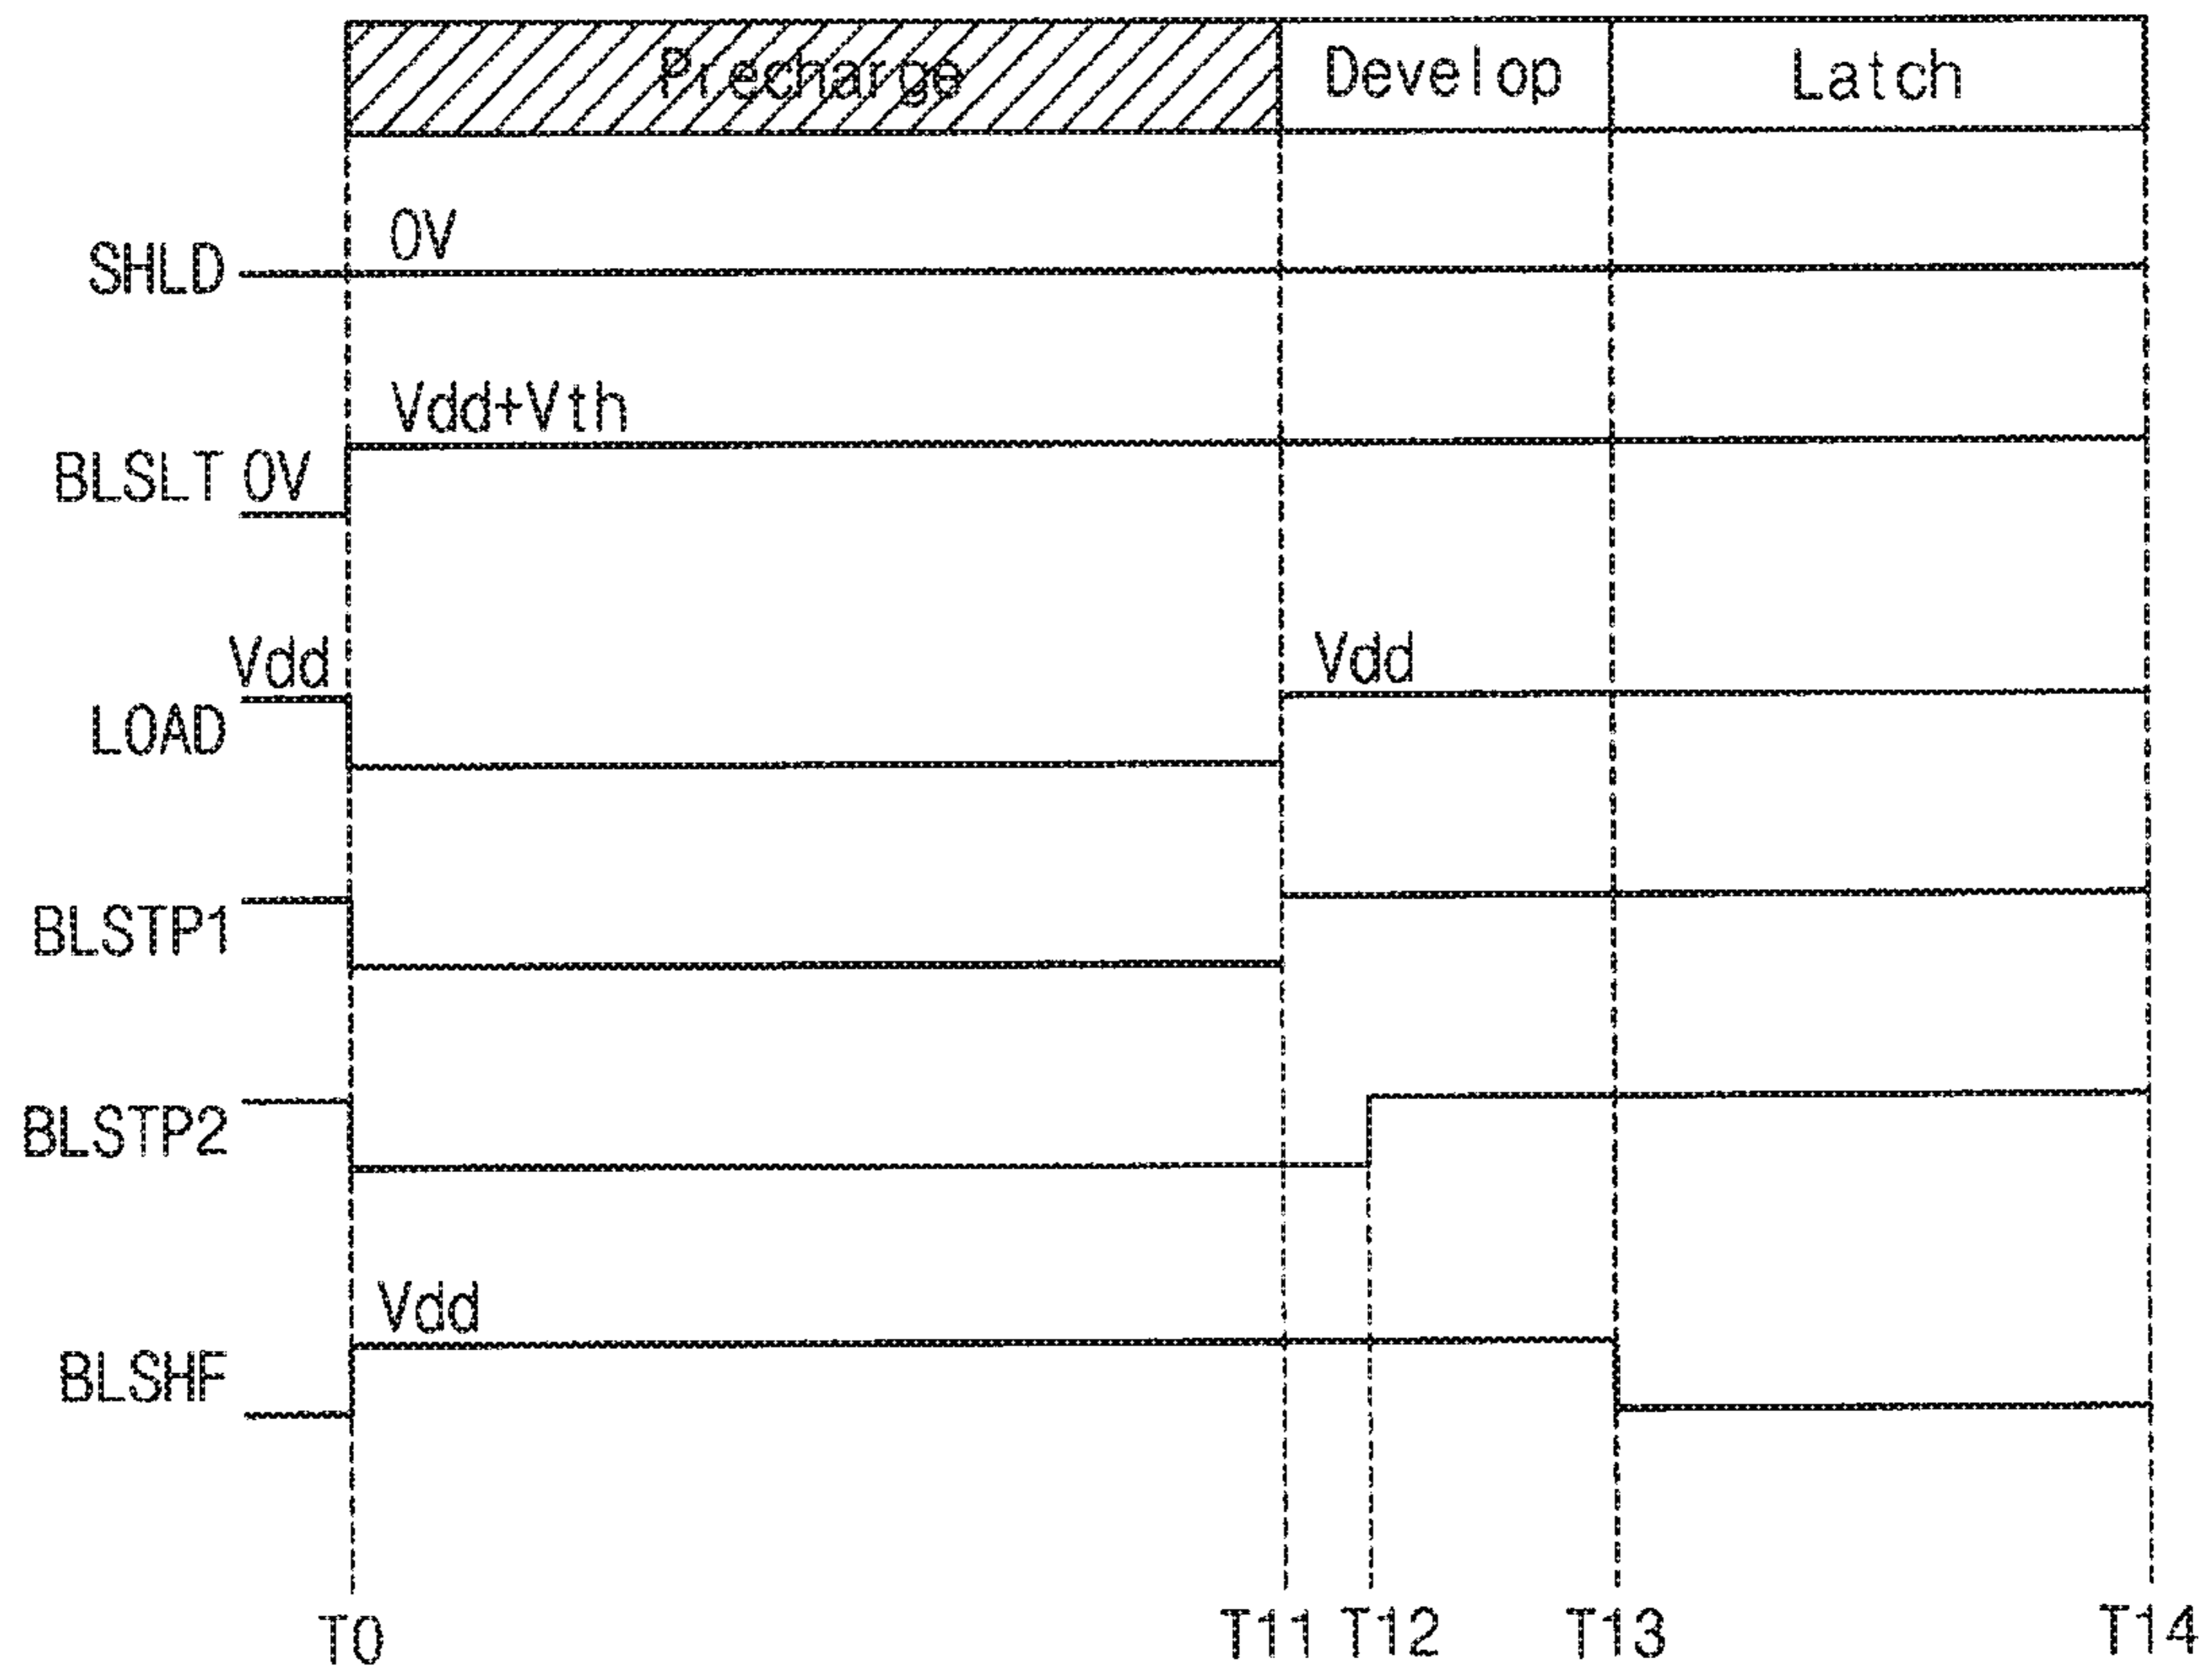 Precharge Develop Latch
SHLD 0V
Vdd+Vth
BLSLT 0V
Vdd Vdd
LOAD
BLSTP1
BLSTP2
Vdd
BLSHF
T0 T11 T12 T13 T14